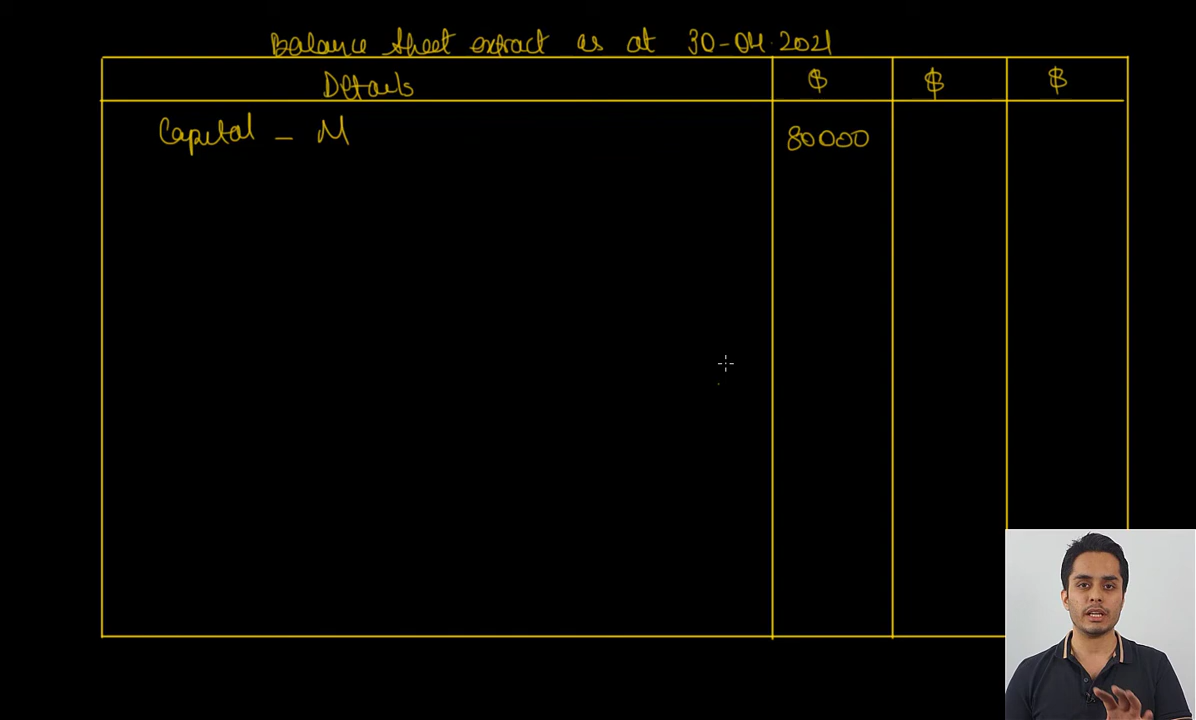 Balance Sheet extract as at 30-04-2021
Details $ $ $
Capital - M 80000